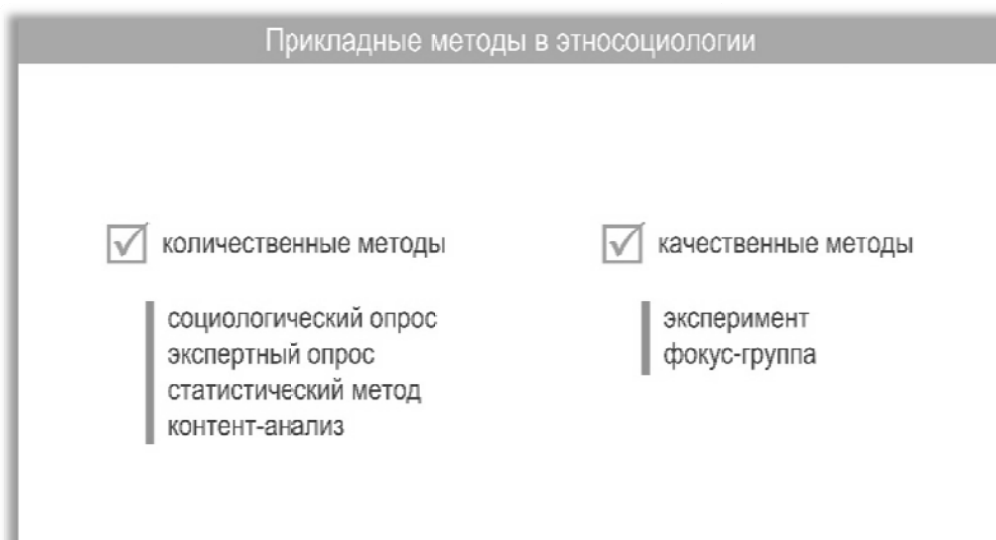 Прикладные методы в этносоциологии
количественные методы
социологический опрос
экспертный опрос
статистический метод
контент-анализ
качественные методы
эксперимент
фокус-группа